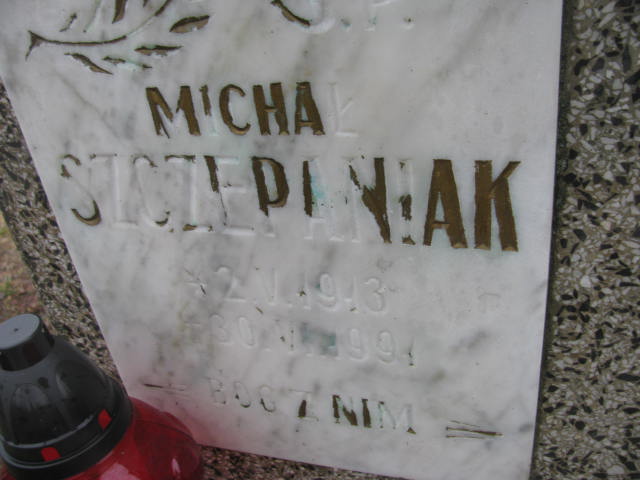 Ś.P.
MICHAŁ
SZCZEPANIAK
* 2.V.1913
BÓG Z NIM